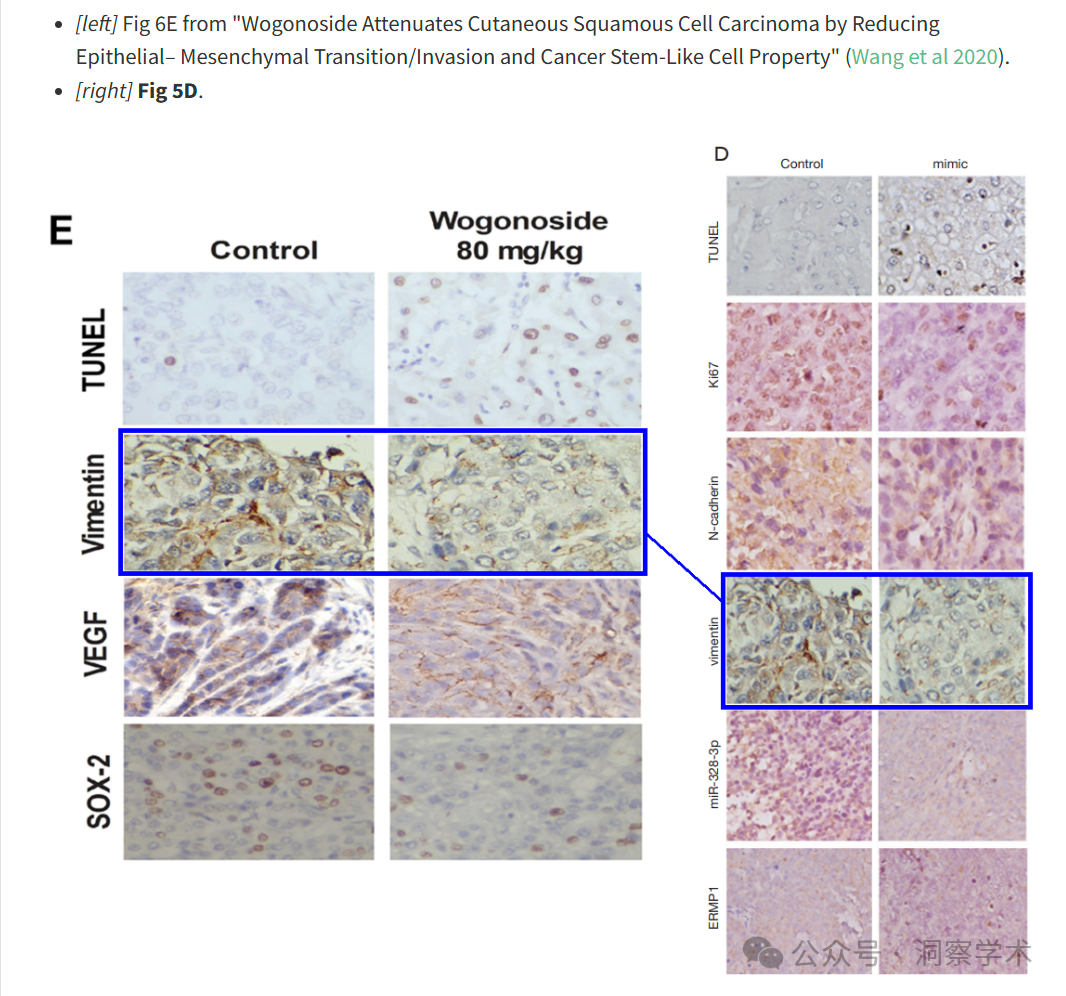 [left] Fig 6E from "Wogonoside Attenuates Cutaneous Squamous Cell Carcinoma by Reducing
Epithelial– Mesenchymal Transition/Invasion and Cancer Stem-Like Cell Property" (Wang et al 2020).
[right] Fig 5D.
E
Control
Wogonoside
80 mg/kg
TUNEL
Vimentin
VEGF
SOX-2
D
Control
mimic
TUNEL
Ki67
N-cadherin
vimentin
miR-328-3p
ERMP1
公众号 · 洞察学术